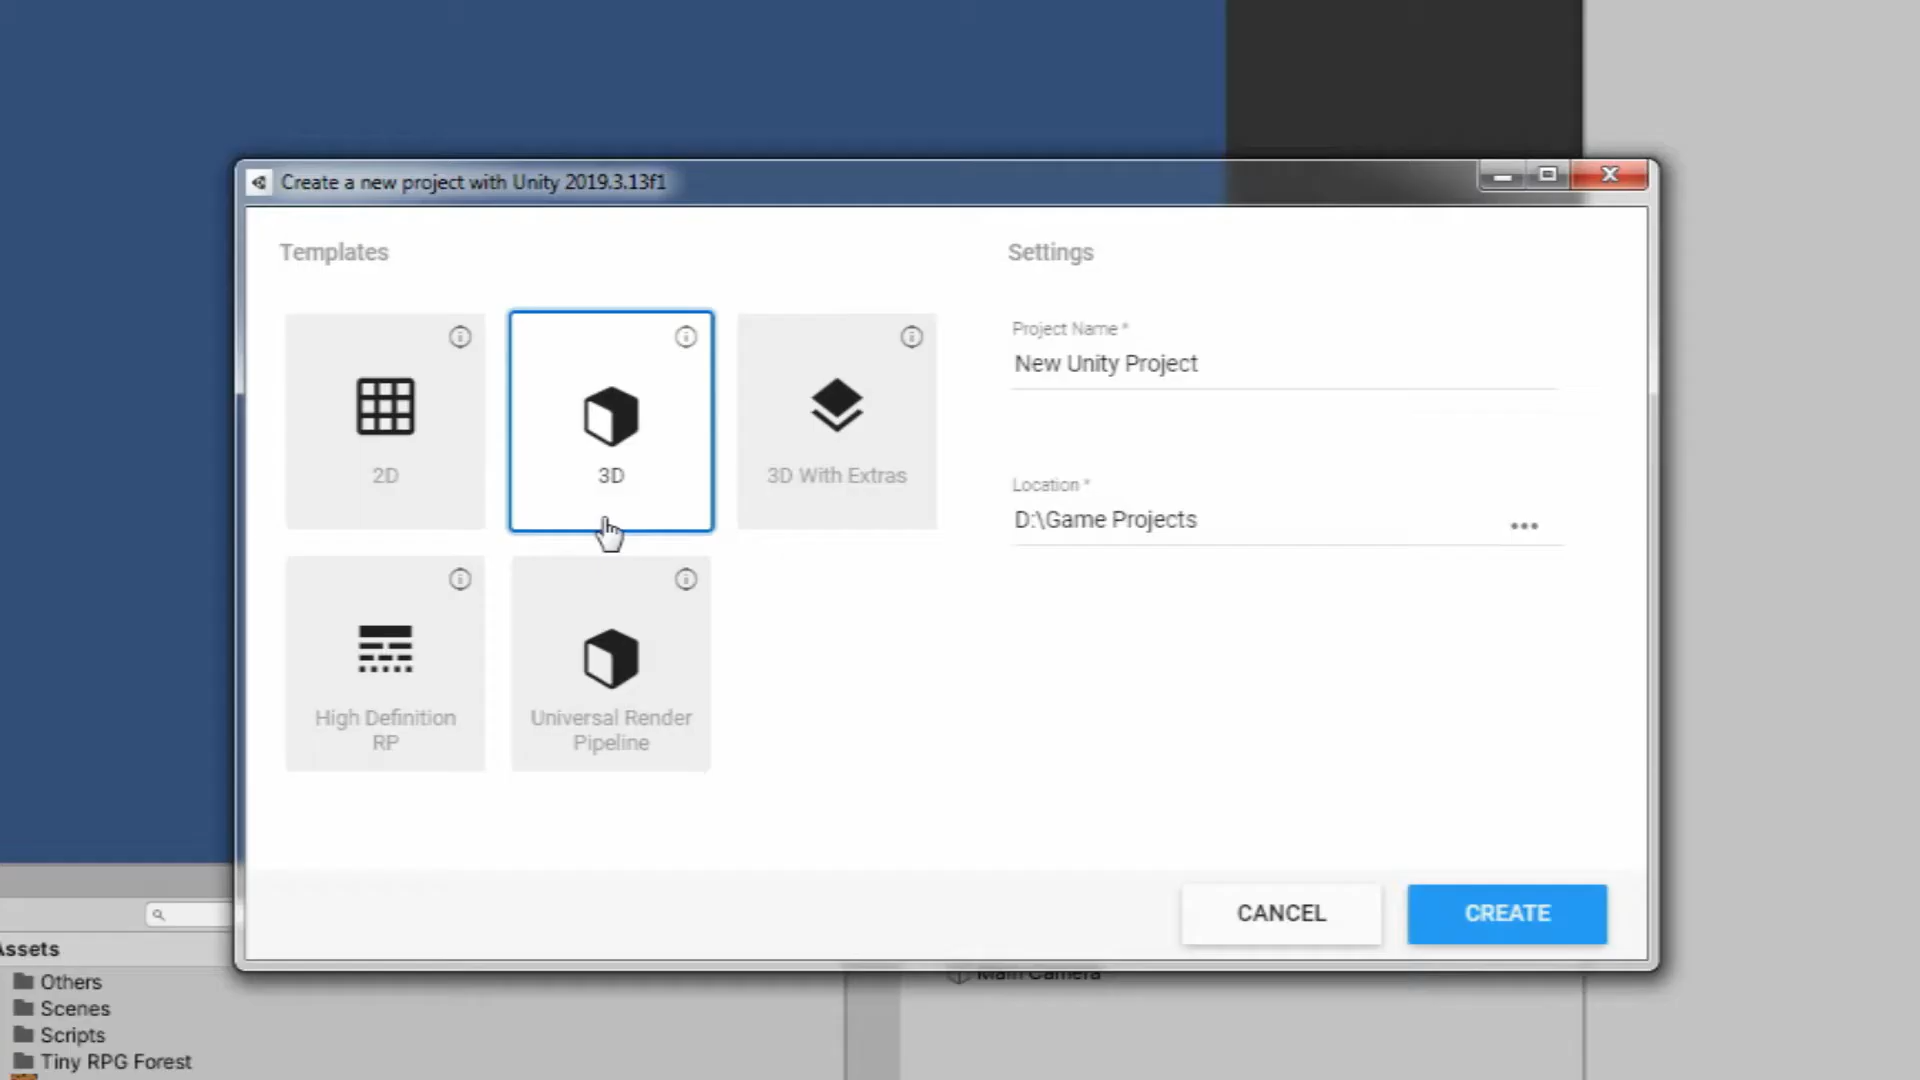 Create a new project with Unity 2019.3.13f1
Templates
Settings
2D
3D
3D With Extras
High Definition
RP
Universal Render
Pipeline
Project Name *
New Unity Project
Location *
D:\Game Projects
CANCEL
CREATE
Assets
Others
Scenes
Scripts
Tiny RPG Forest
Main Camera